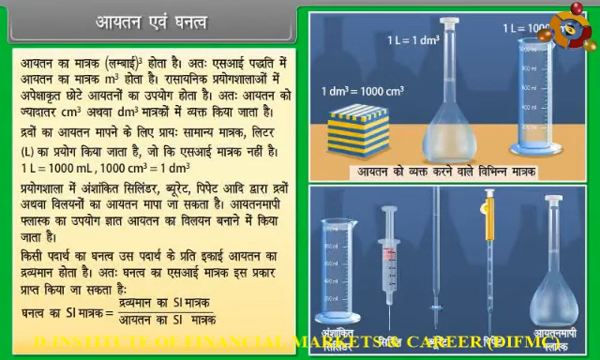 आयतन एवं घनत्व
आयतन का मात्रक (लम्बाई)³ होता है। अतः एसआई पद्धति में
आयतन का मात्रक m³ होता है। रासायनिक प्रयोगशालाओं में
अपेक्षाकृत छोटे आयतनों का उपयोग होता है। अतः आयतन को
ज्यादातर cm³ अथवा dm³ मात्रकों में व्यक्त किया जाता है।
द्रवों का आयतन मापने के लिए प्रायः सामान्य मात्रक, लिटर
(L) का प्रयोग किया जाता है, जो कि एसआई मात्रक नहीं है।
1 L = 1000 mL , 1000 cm³ = 1 dm³
प्रयोगशाला में अंशांकित सिलिंडर, ब्यूरेट, पिपेट आदि द्वारा द्रवों
अथवा विलयनों का आयतन मापा जा सकता है। आयतनमापी
फ्लास्क का उपयोग ज्ञात आयतन का विलयन बनाने में किया
जाता है।
किसी पदार्थ का घनत्व उस पदार्थ के प्रति इकाई आयतन का
द्रव्यमान होता है। अतः घनत्व का एसआई मात्रक इस प्रकार
प्राप्त किया जा सकता है:
घनत्व का SI मात्रक = द्रव्यमान का SI मात्रक
आयतन का SI मात्रक
1 L = 1 dm³
1 L = 1000
1 dm³ = 1000 cm³
आयतन को व्यक्त करने वाले विभिन्न मात्रक
अंशांकित
सिलिंडर
आयतनमापी
फ्लास्क
INSTITUTE OF FINANCIAL MARKETS & CAREER (DIFMC)